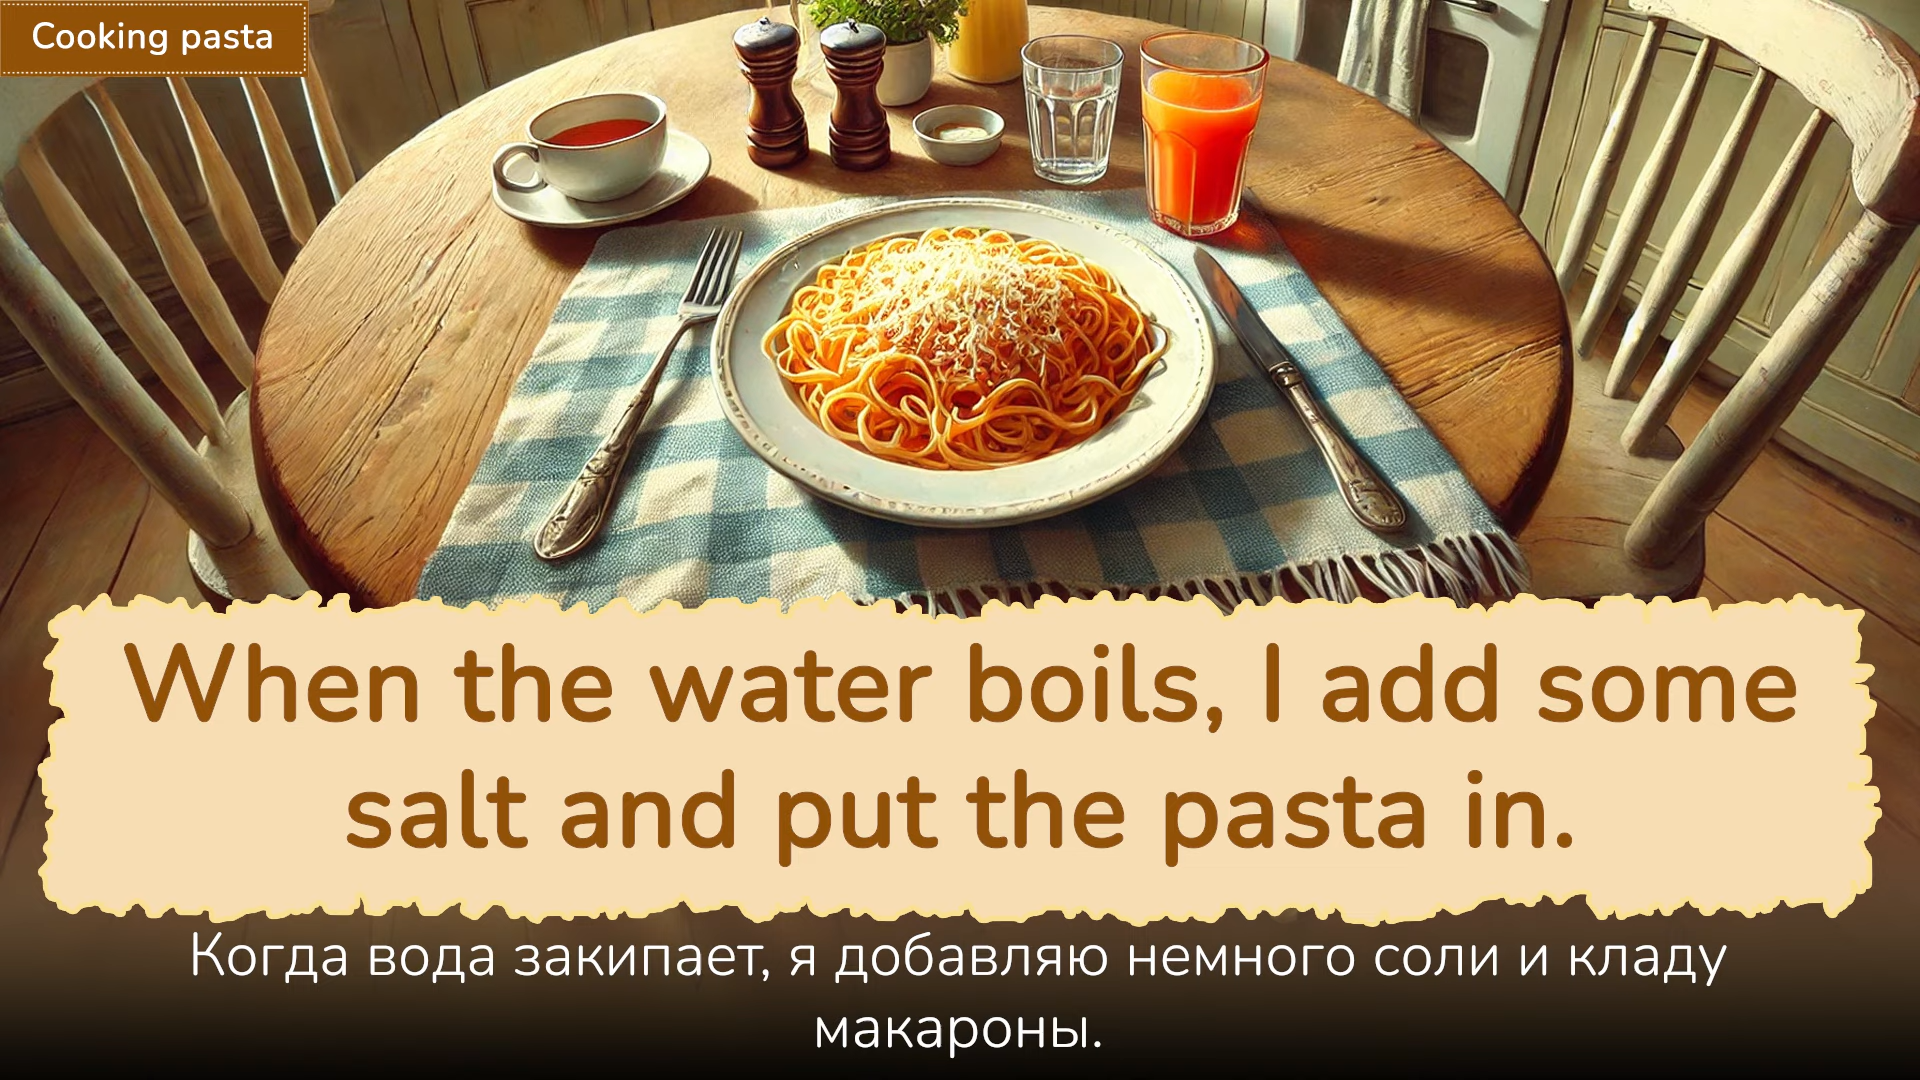 Cooking pasta
When the water boils, I add some
salt and put the pasta in.
Когда вода закипает, я добавляю немного соли и кладу
макароны.